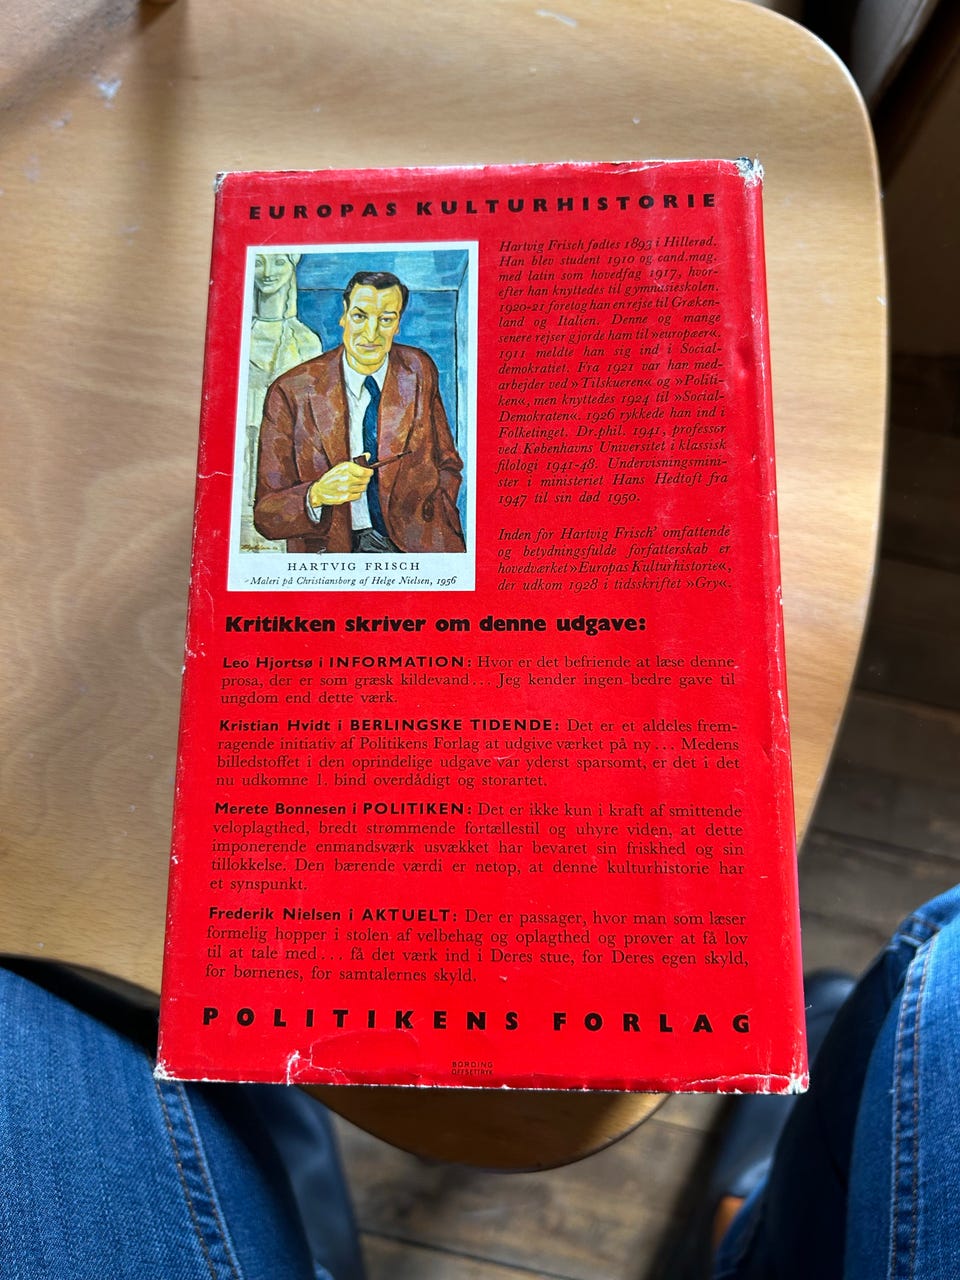 EUROPAS KULTURHISTORIE
Hartvig Frisch fødtes 1893 i Hillerød.
Han blev student 1910 og cand.mag.
med latin som hovedfag 1917, hvor-
efter han knyttedes til gymnasieskolen.
1920-21 foretog han en rejse til Græken-
land og Italien. Denne og mange
senere rejser gjorde ham til »europæer«.
1911 meldte han sig ind i Social-
demokratiet. Fra 1921 var han med-
arbejder ved »Tilskueren« og »Politi-
ken«, men knyttedes 1924 til »Social-
Demokraten«. 1926 rykkede han ind i
Folketinget. Dr.phil. 1941, professor
ved Københavns Universitet i klassisk
filologi 1941-48. Undervisningsmini-
ster i ministeriet Hans Hedtoft fra
1947 til sin død 1950.
Inden for Hartvig Frisch' omfattende
og betydningsfulde forfatterskab er
hovedværket »Europas Kulturhistorie«,
der udkom 1928 i tidsskriftet »Gry«.
HARTVIG FRISCH
Maleri på Christiansborg af Helge Nielsen, 1956
Kritikken skriver om denne udgave:
Leo Hjortsø i INFORMATION: Hvor er det befriende at læse denne
prosa, der er som græsk kildevand... Jeg kender ingen bedre gave til
ungdom end dette værk.
Kristian Hvidt i BERLINGSKE TIDENDE: Det er et aldeles frem-
ragende initiativ af Politikens Forlag at udgive værket på ny... Medens
billedstoffet i den oprindelige udgave var yderst sparsomt, er det i det
nu udkomne 1. bind overdådigt og storartet.
Merete Bonnesen i POLITIKEN: Det er ikke kun i kraft af smittende
veloplagthed, bredt strømmende fortællestil og uhyre viden, at dette
imponerende enmandsværk usvækket har bevaret sin friskhed og sin
tillokkelse. Den bærende værdi er netop, at denne kulturhistorie har
et synspunkt.
Frederik Nielsen i AKTUELT: Der er passager, hvor man som læser
formelig hopper i stolen af velbehag og oplagthed og prøver at få lov
til at tale med... få det værk ind i Deres stue, for Deres egen skyld,
for børnenes, for samtalernes skyld.
POLITIKENS FORLAG
BORDING
OFFSETTRYK